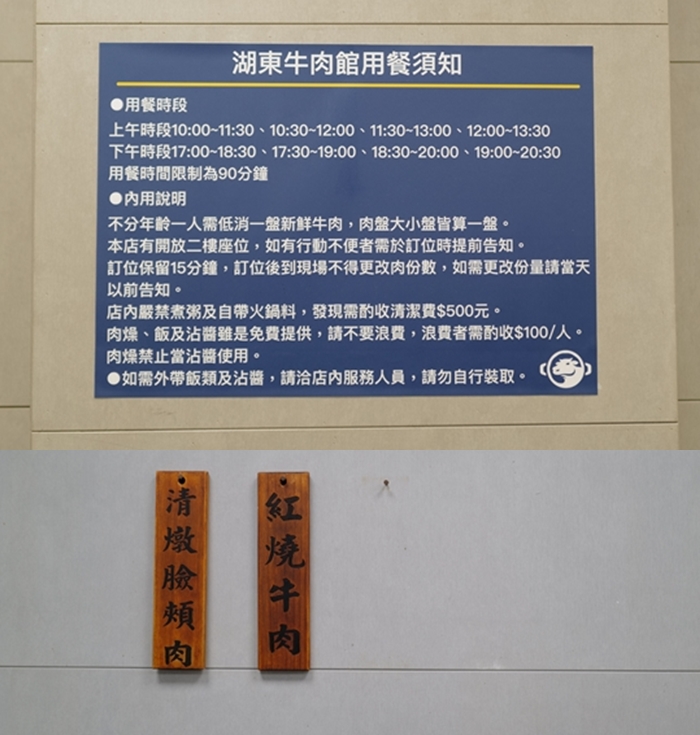 湖東牛肉館用餐須知
●用餐時段
上午時段10:00~11:30、10:30~12:00、11:30~13:00、12:00~13:30
下午時段17:00~18:30、17:30~19:00、18:30~20:00、19:00~20:30
用餐時間限制為90分鐘
●內用說明
不分年齡一人需低消一盤新鮮牛肉，肉盤大小盤皆算一盤。
本店有開放二樓座位，如有行動不便者需於訂位時提前告知。
訂位保留15分鐘，訂位後到現場不得更改肉份數，如需更改份量請當天
以前告知。
店內嚴禁煮粥及自帶火鍋料，發現需酌收清潔費$500元。
肉燥、飯及沾醬雖是免費提供，請不要浪費，浪費者需酌收$100/人。
肉燥禁止當沾醬使用。
●如需外帶飯類及沾醬，請洽店內服務人員，請勿自行裝取。
清燉臉頰肉
紅燒牛肉